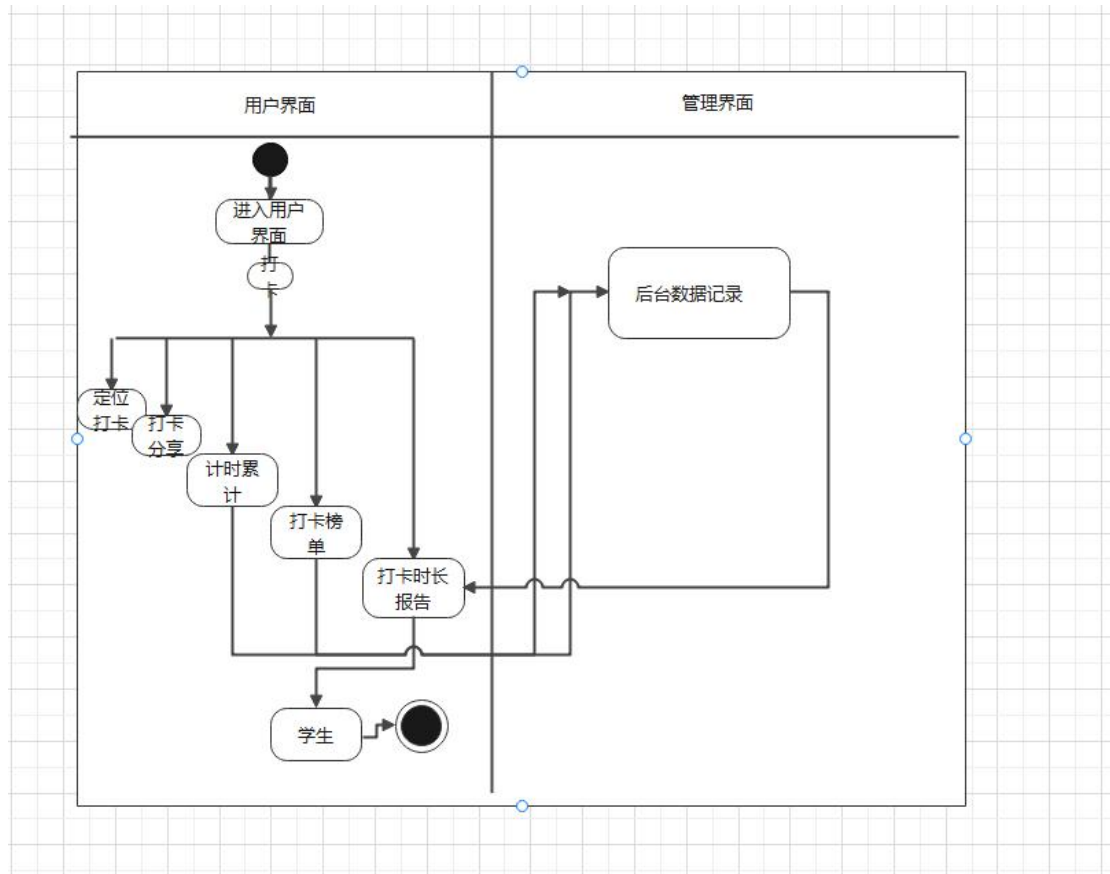 用户界面
管理界面
进入用户
界面
打
卡
后台数据记录
定位
打卡
打卡
分享
计时累
计
打卡榜
单
打卡时长
报告
学生